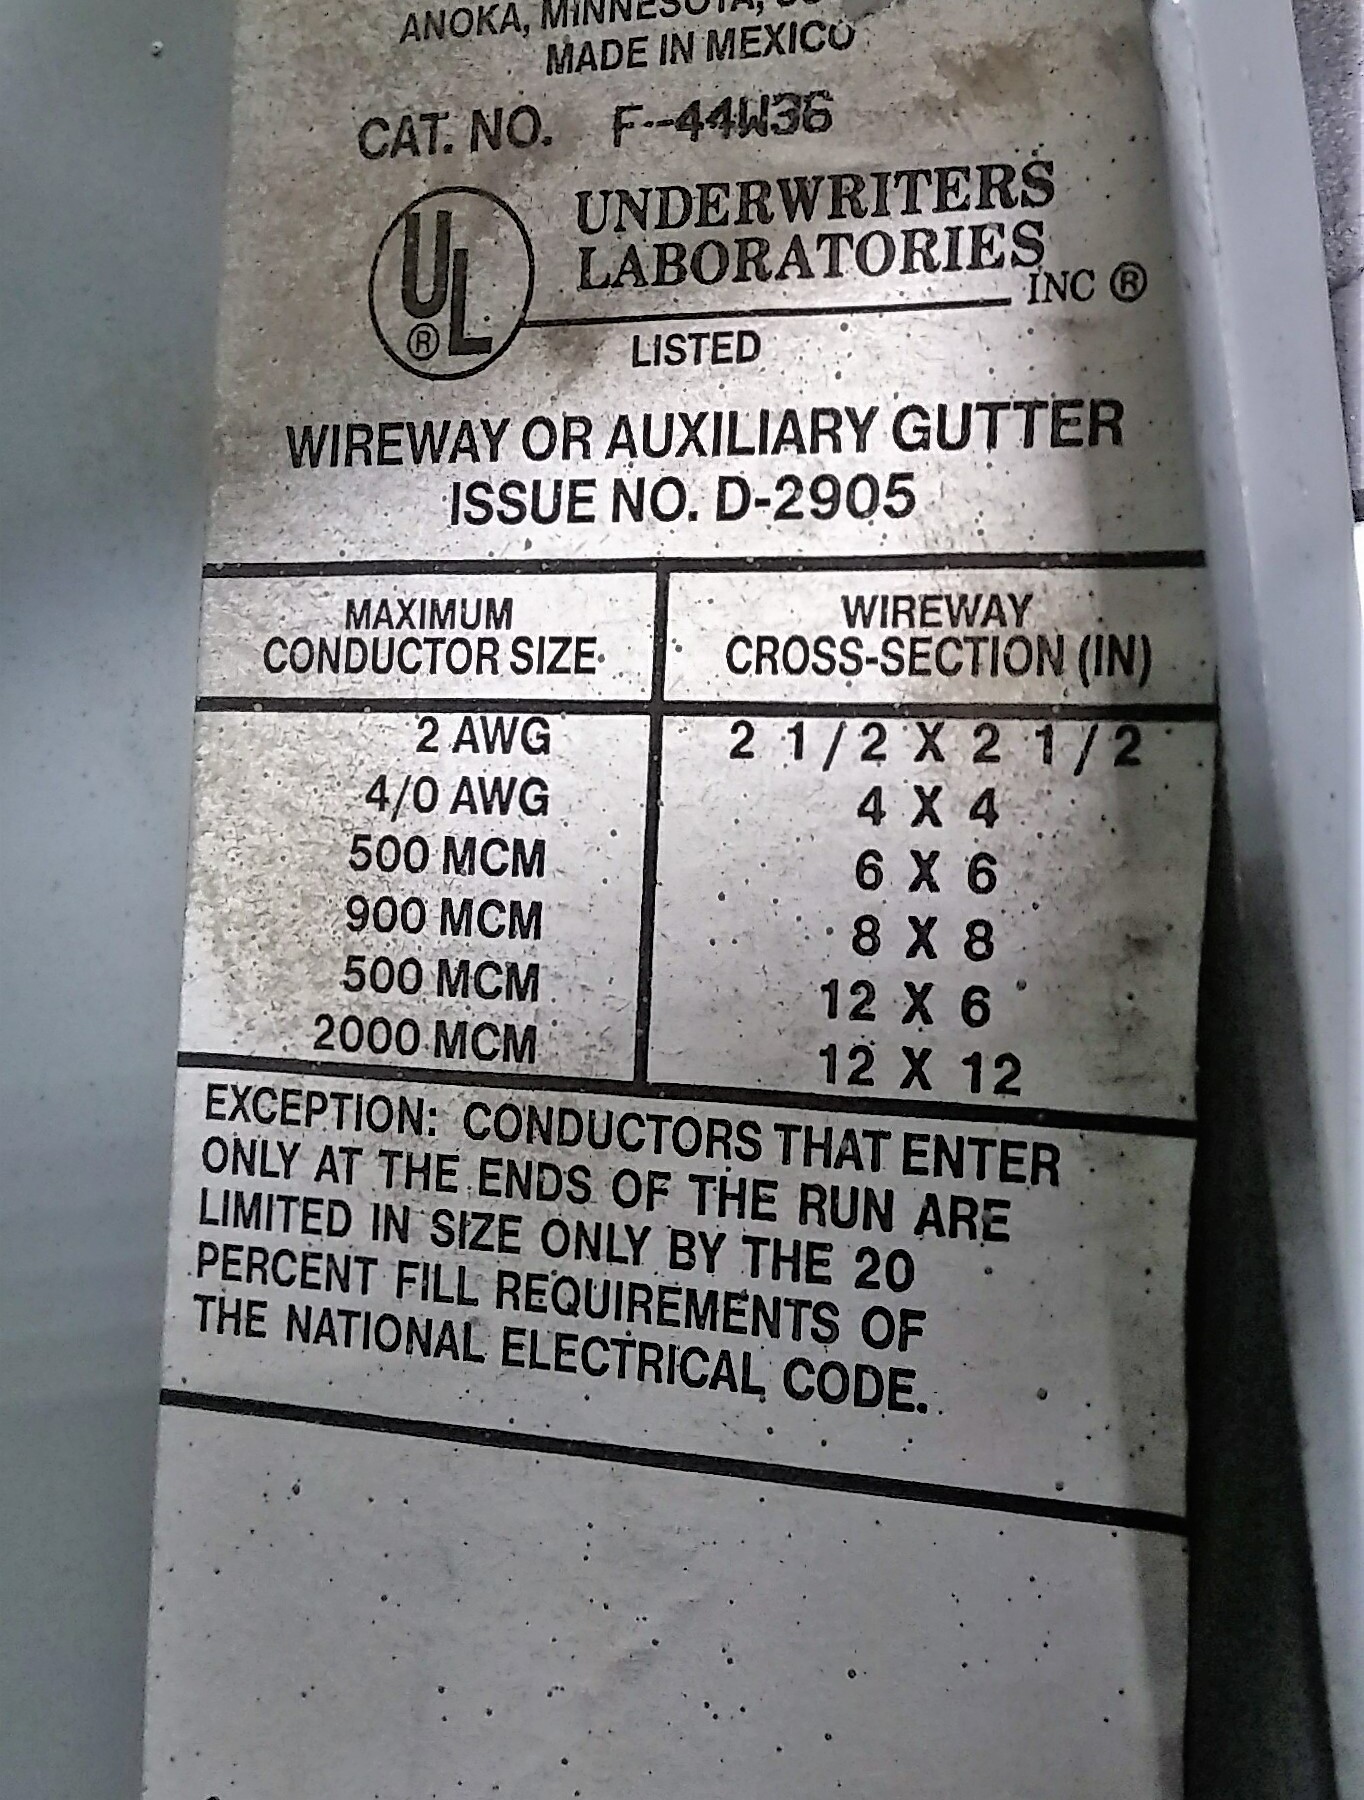 ANOKA, MINNESOTA,
MADE IN MEXICO
CAT. NO. F--44W36
UL
®
UNDERWRITERS
LABORATORIES
INC ®
LISTED
WIREWAY OR AUXILIARY GUTTER
ISSUE NO. D-2905
MAXIMUM
CONDUCTOR SIZE
WIREWAY
CROSS-SECTION (IN)
2 AWG 2 1/2 X 2 1/2
4/0 AWG 4 X 4
500 MCM 6 X 6
900 MCM 8 X 8
500 MCM 12 X 6
2000 MCM 12 X 12
EXCEPTION: CONDUCTORS THAT ENTER
ONLY AT THE ENDS OF THE RUN ARE
LIMITED IN SIZE ONLY BY THE 20
PERCENT FILL REQUIREMENTS OF
THE NATIONAL ELECTRICAL CODE.